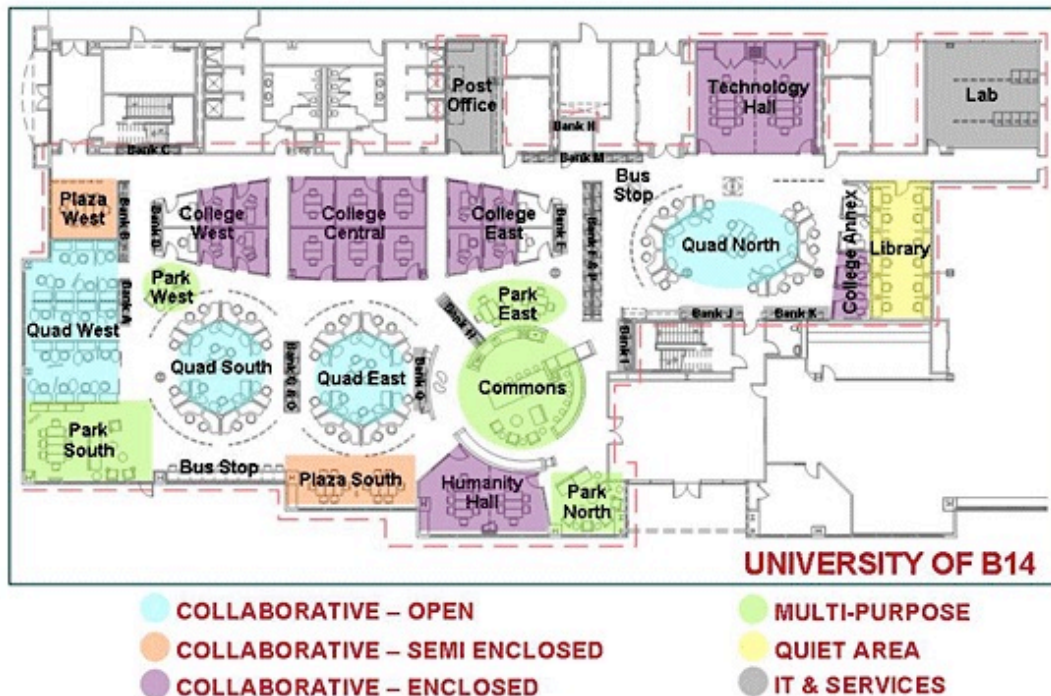 Post
Office
Technology
Hall
Lab
Bank H
Bank C
Bank M
Bus
Stop
Plaza
West
Bank B
Bank D
College
West
College
Central
College
East
Bank E
Bank F & P
Quad North
College Annex
Library
Park
West
Bank A
Quad West
Park
East
Bank H
Bank J
Bank K
Bank I
Quad South
Quad East
Commons
Park
South
Bus Stop
Plaza South
Humanity
Hall
Park
North
UNIVERSITY OF B14
COLLABORATIVE – OPEN
COLLABORATIVE – SEMI ENCLOSED
COLLABORATIVE – ENCLOSED
MULTI-PURPOSE
QUIET AREA
IT & SERVICES